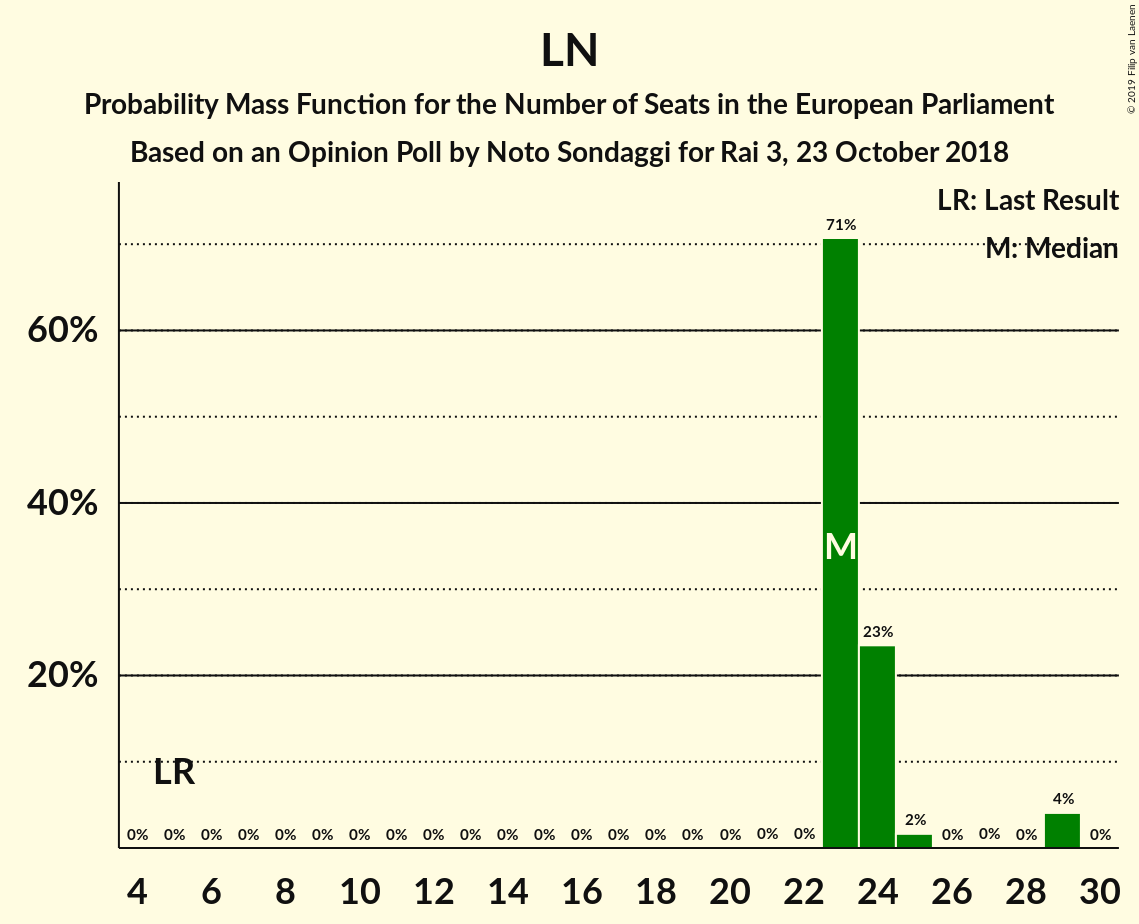 LN
Probability Mass Function for the Number of Seats in the European Parliament
Based on an Opinion Poll by Noto Sondaggi for Rai 3, 23 October 2018
© 2019 Filip van Laenen
LR: Last Result
M: Median
71%
60%
40%
M
23%
20%
LR
4%
2%
0% 0% 0% 0% 0% 0% 0% 0% 0% 0% 0% 0% 0% 0% 0% 0% 0% 0% 0% 0% 0% 0% 0%
4 6 8 10 12 14 16 18 20 22 24 26 28 30